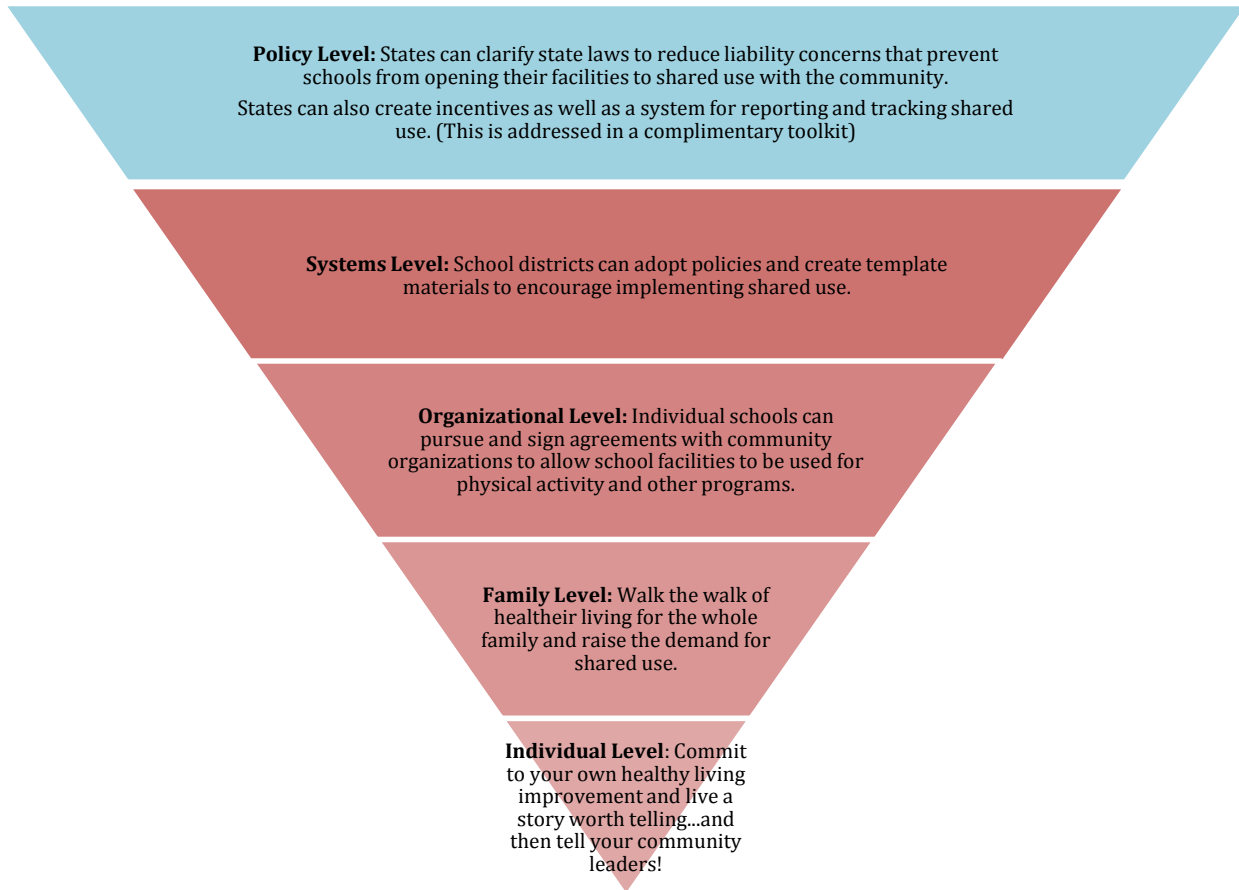 Policy Level: States can clarify state laws to reduce liability concerns that prevent
schools from opening their facilities to shared use with the community.
States can also create incentives as well as a system for reporting and tracking shared
use. (This is addressed in a complimentary toolkit)
Systems Level: School districts can adopt policies and create template
materials to encourage implementing shared use.
Organizational Level: Individual schools can
pursue and sign agreements with community
organizations to allow school facilities to be used for
physical activity and other programs.
Family Level: Walk the walk of
healtheir living for the whole
family and raise the demand for
shared use.
Individual Level: Commit
to your own healthy living
improvement and live a
story worth telling...and
then tell your community
leaders!